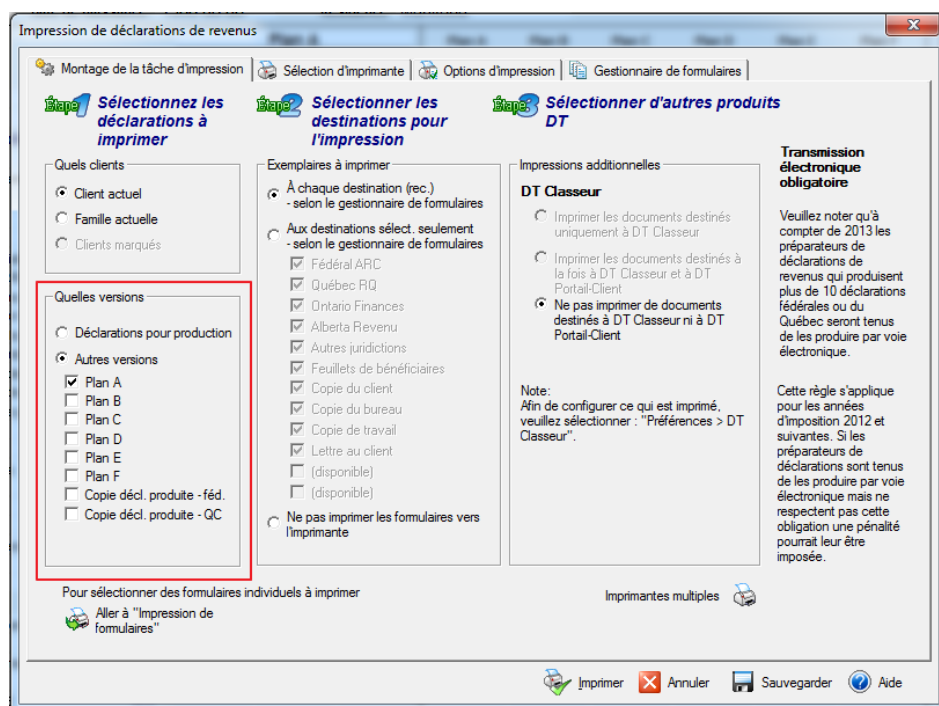 Impression de déclarations de revenus
Montage de la tâche d'impression
Sélection d'imprimante
Options d'impression
Gestionnaire de formulaires
Étape 1
Sélectionnez les
déclarations à
imprimer
Quels clients
Client actuel
Famille actuelle
Clients marqués
Quelles versions
Déclarations pour production
Autres versions
Plan A
Plan B
Plan C
Plan D
Plan E
Plan F
Copie décl. produite - féd.
Copie décl. produite - QC
Étape 2
Sélectionner les
destinations pour
l'impression
Exemplaires à imprimer
À chaque destination (rec.)
- selon le gestionnaire de formulaires
Aux destinations sélect. seulement
- selon le gestionnaire de formulaires
Fédéral ARC
Québec RQ
Ontario Finances
Alberta Revenu
Autres juridictions
Feuillets de bénéficiaires
Copie du client
Copie du bureau
Copie de travail
Lettre au client
(disponible)
(disponible)
Ne pas imprimer les formulaires vers
l'imprimante
Étape 3
Sélectionner d'autres produits
DT
Impressions additionnelles
DT Classeur
Imprimer les documents destinés
uniquement à DT Classeur
Imprimer les documents destinés à
la fois à DT Classeur et à DT
Portail-Client
Ne pas imprimer de documents
destinés à DT Classeur ni à DT
Portail-Client
Note:
Afin de configurer ce qui est imprimé,
veuillez sélectionner : "Préférences > DT
Classeur".
Transmission
électronique
obligatoire
Veuillez noter qu'à
compter de 2013 les
préparateurs de
déclarations de
revenus qui produisent
plus de 10 déclarations
fédérales ou du
Québec seront tenus
de les produire par voie
électronique.
Cette règle s'applique
pour les années
d'imposition 2012 et
suivantes. Si les
préparateurs de
déclarations sont tenus
de les produire par voie
électronique mais ne
respectent pas cette
obligation une pénalité
pourrait leur être
imposée.
Pour sélectionner des formulaires individuels à imprimer
Aller à "Impression de
formulaires"
Imprimantes multiples
Imprimer
Annuler
Sauvegarder
Aide